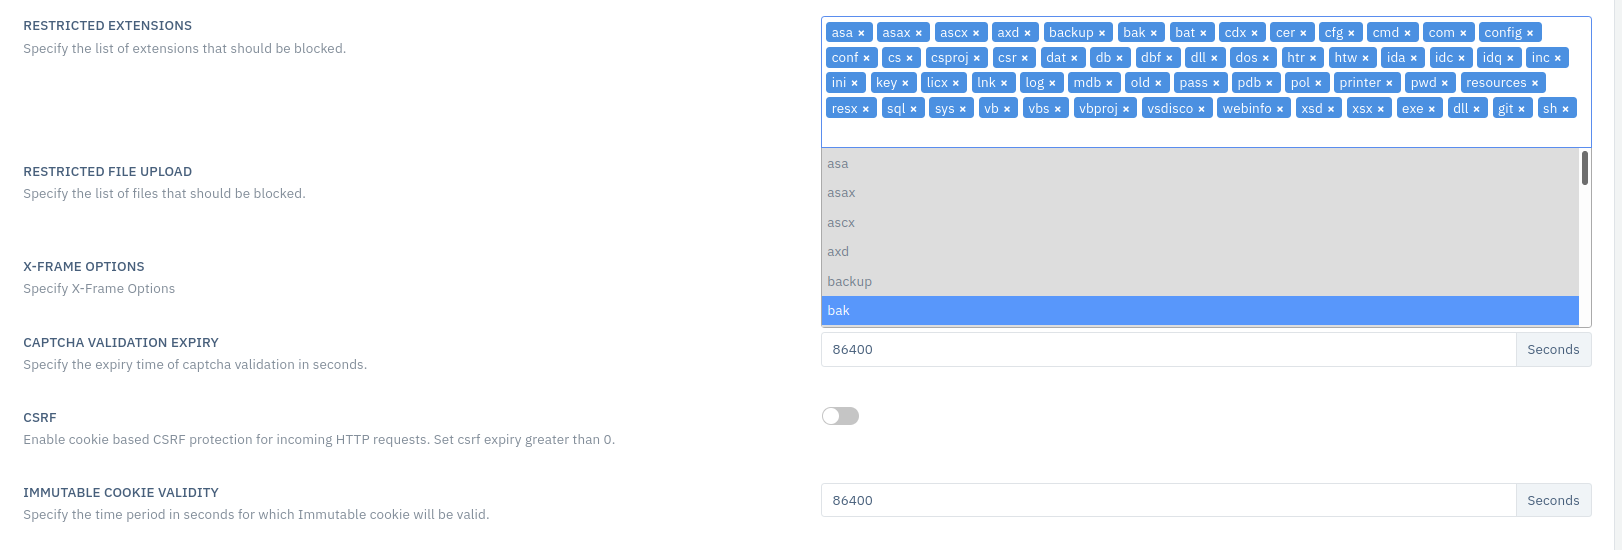 RESTRICTED EXTENSIONS
Specify the list of extensions that should be blocked.
asa × asax × ascx × axd × backup × bak × bat × cdx × cer × cfg × cmd × com × config ×
conf × cs × csproj × csr × dat × db × dbf × dll × dos × htr × htw × ida × idc × idq × inc ×
ini × key × licx × lnk × log × mdb × old × pass × pdb × pol × printer × pwd × resources ×
resx × sql × sys × vb × vbs × vbproj × vsdisco × webinfo × xsd × xsx × exe × dll × git × sh ×
asa
asax
ascx
axd
backup
bak
RESTRICTED FILE UPLOAD
Specify the list of files that should be blocked.
X-FRAME OPTIONS
Specify X-Frame Options
CAPTCHA VALIDATION EXPIRY
Specify the expiry time of captcha validation in seconds.
86400 Seconds
CSRF
Enable cookie based CSRF protection for incoming HTTP requests. Set csrf expiry greater than 0.
IMMUTABLE COOKIE VALIDITY
Specify the time period in seconds for which Immutable cookie will be valid.
86400 Seconds